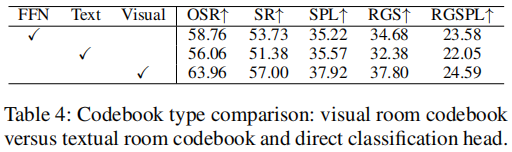 FFN Text Visual OSR↑ SR↑ SPL↑ RGS↑ RGSPL↑
✓ 58.76 53.73 35.22 34.68 23.58
✓ 56.06 51.38 35.57 32.38 22.05
✓ 63.96 57.00 37.92 37.80 24.59
Table 4: Codebook type comparison: visual room codebook
versus textual room codebook and direct classification head.